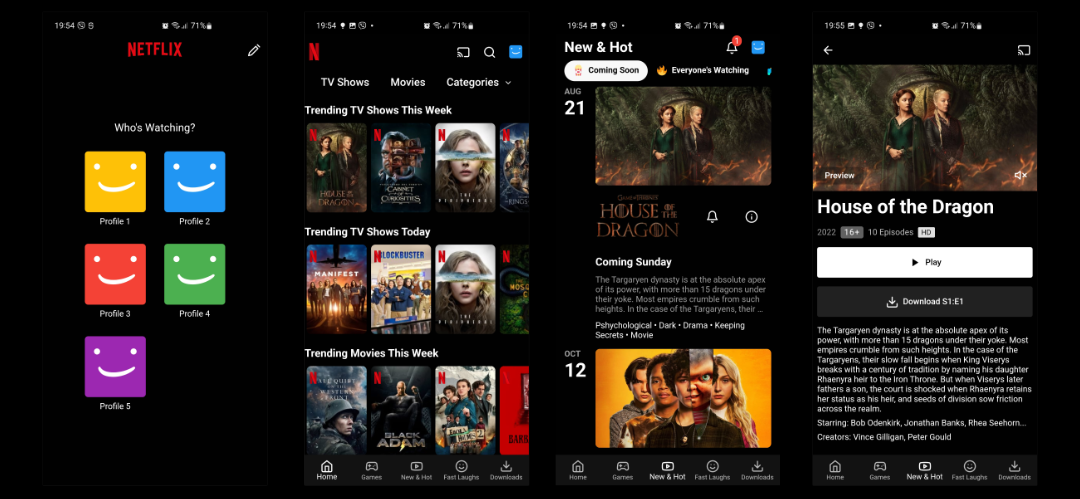 19:54
71%
NETFLIX
Who's Watching?
Profile 1
Profile 2
Profile 3
Profile 4
Profile 5
19:54
71%
N
TV Shows Movies Categories
Trending TV Shows This Week
N
HOUSE OF THE
DRAGON
N
CABINET OF
CURIOSITIES
N
THE PERIPHERAL
N
Trending TV Shows Today
N
MANIFEST
N
BLOCKBUSTER
N
THE PERIPHERAL
N
MOSQ
Trending Movies This Week
N
ALL QUIET
ON THE
WESTERN
FRONT
N
BLACK
ADAM
N
ENOLA
HOLMES 2
N
BARB
Home Games New & Hot Fast Laughs Downloads
19:54
71%
New & Hot
1
Coming Soon Everyone's Watching
AUG
21
GAME OF THRONES
HOUSE OF THE
DRAGON
Coming Sunday
The Targaryen dynasty is at the absolute apex
of its power, with more than 15 dragons under
their yoke. Most empires crumble from such
heights. In the case of the Targaryens, their ...
Pshychological • Dark • Drama • Keeping
Secrets • Movie
OCT
12
Home Games New & Hot Fast Laughs Downloads
19:55
71%
Preview
House of the Dragon
2022 16+ 10 Episodes HD
Play
Download S1:E1
The Targaryen dynasty is at the absolute apex of its
power, with more than 15 dragons under their yoke. Most
empires crumble from such heights. In the case of the
Targaryens, their slow fall begins when King Viserys
breaks with a century of tradition by naming his daughter
Rhaenyra heir to the Iron Throne. But when Viserys later
fathers a son, the court is shocked when Rhaenyra retains
her status as his heir, and seeds of division sow friction
across the realm.
Starring: Bob Odenkirk, Jonathan Banks, Rhea Seehorn...
Creators: Vince Gilligan, Peter Gould
Home Games New & Hot Fast Laughs Downloads